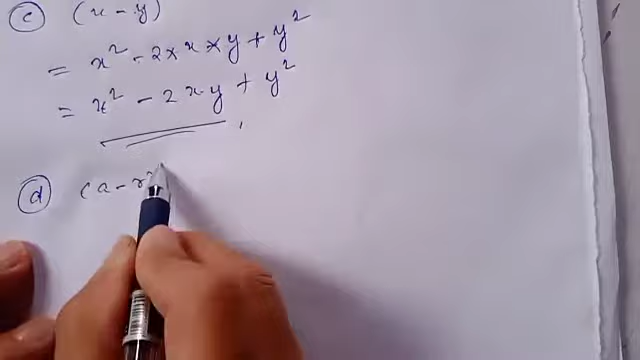 (c) (x - y)
= x² - 2 × x × y + y²
= x² - 2xy + y²
(d) (a -